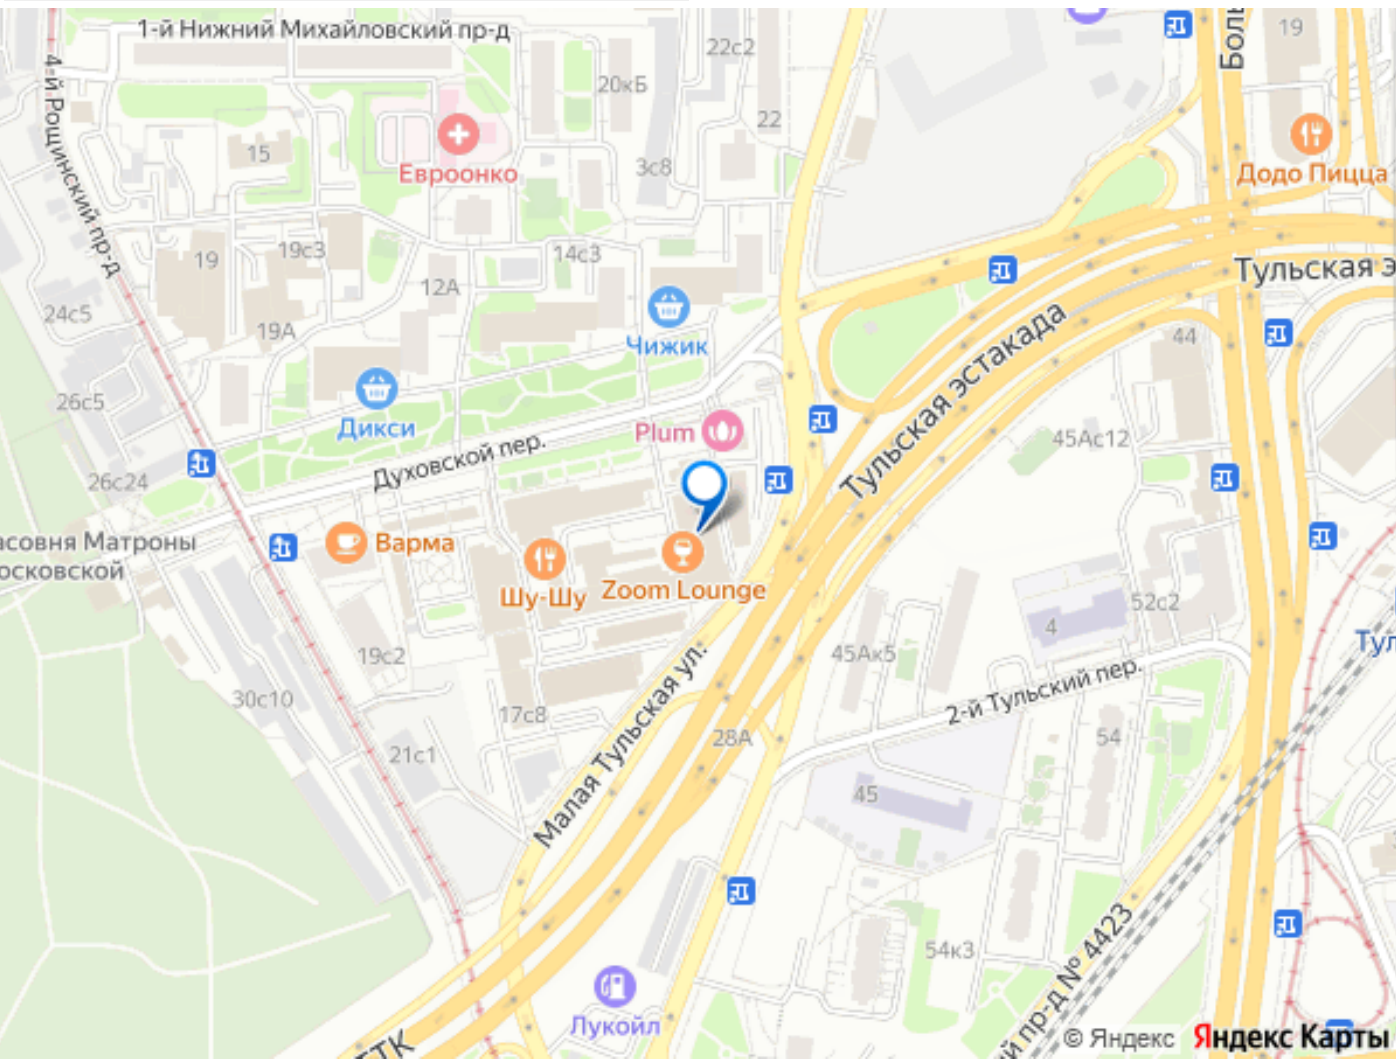 1-й Нижний Михайловский пр-д
22с2
Боль
19
4-й Рощинский пр-д
20кБ
22
15
Евроонко
3с8
Додо Пицца
19
19с3
14с3
12А
Тульская э
24с5
19А
Чижик
44
Тульская эстакада
26с5
Дикси
Plum
45Ас12
Духовской пер.
26с24
асовня Матроны
осковской
Варма
Шу-Шу
Zoom Lounge
52с2
4
Тул
19с2
45Ак5
2-й Тульский пер.
30с10
17с8
Малая Тульская ул.
28А
54
21с1
45
54к3
й пр-д № 4423
Лукойл
ТТК
© Яндекс Яндекс Карты